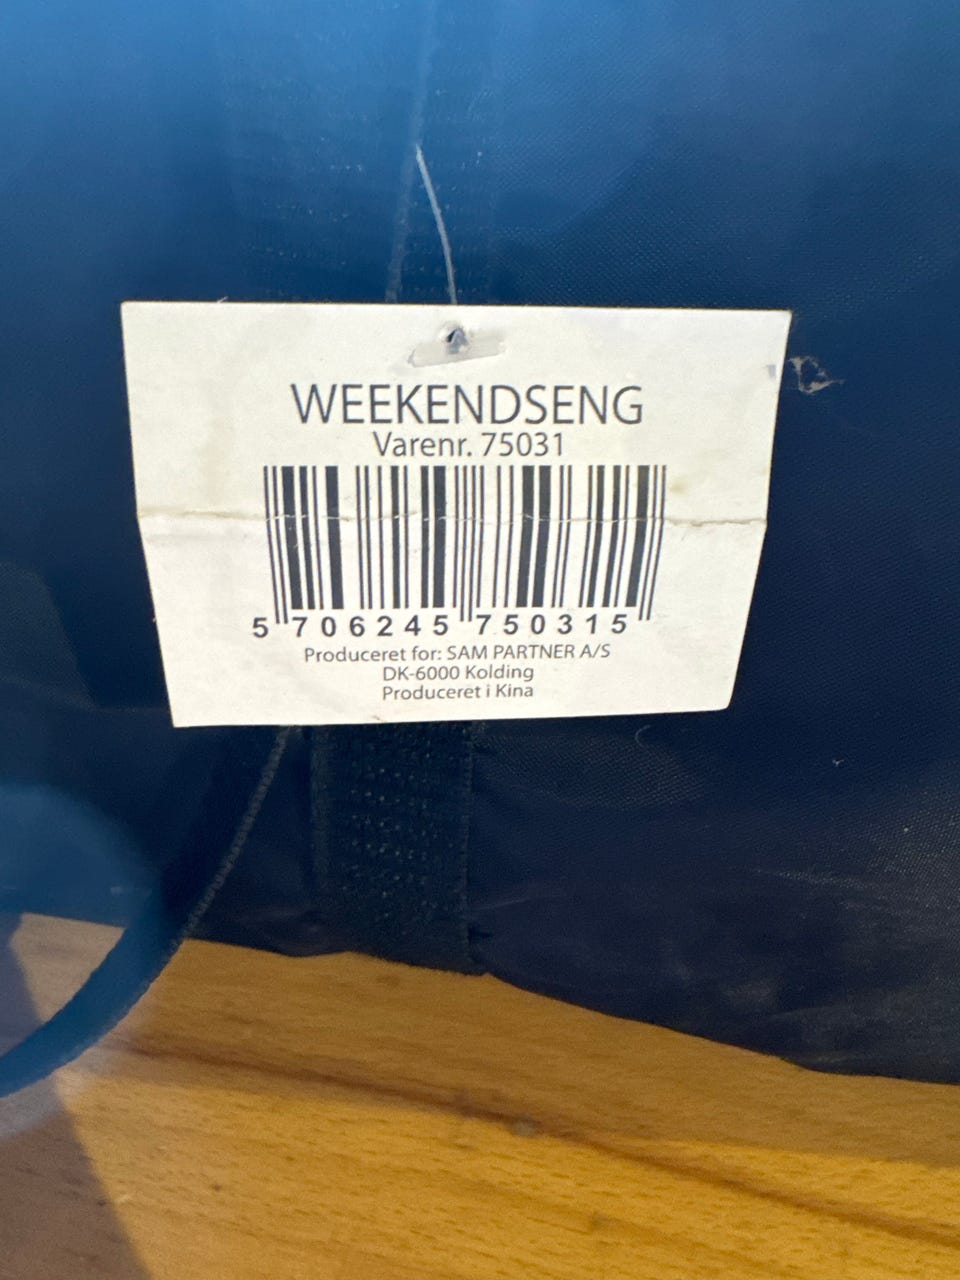 WEEKENDSENG
Varenr. 75031
5 706245 750315
Produceret for: SAM PARTNER A/S
DK-6000 Kolding
Produceret i Kina